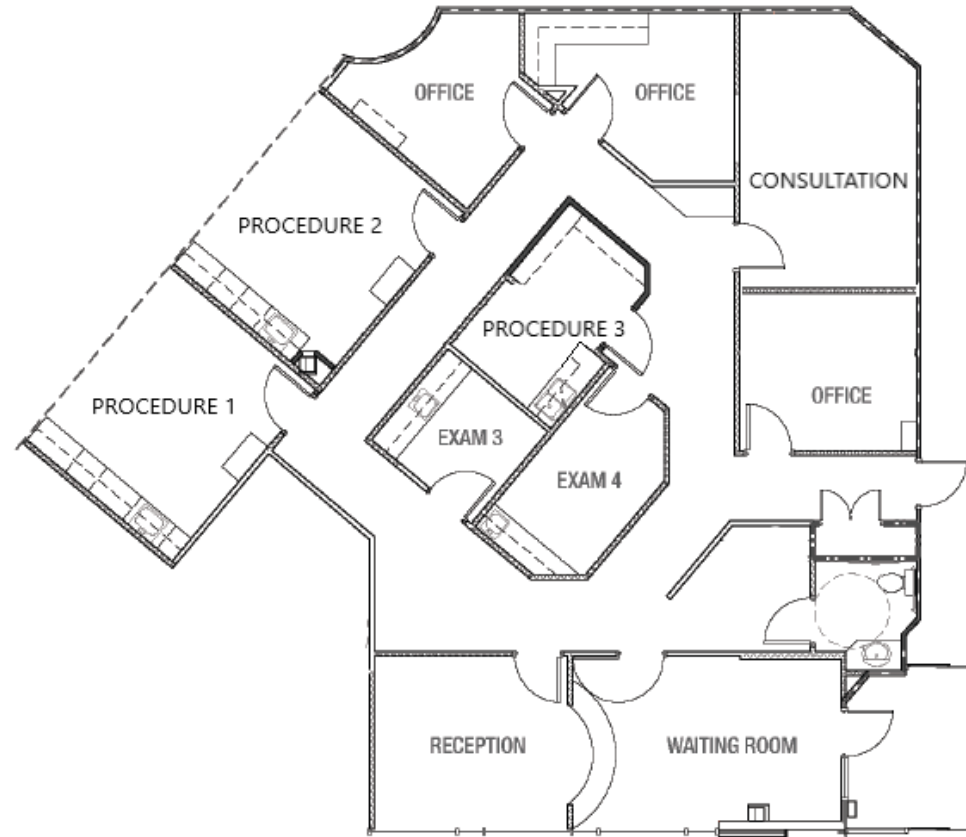 OFFICE
OFFICE
CONSULTATION
PROCEDURE 2
PROCEDURE 3
OFFICE
PROCEDURE 1
EXAM 3
EXAM 4
RECEPTION
WAITING ROOM